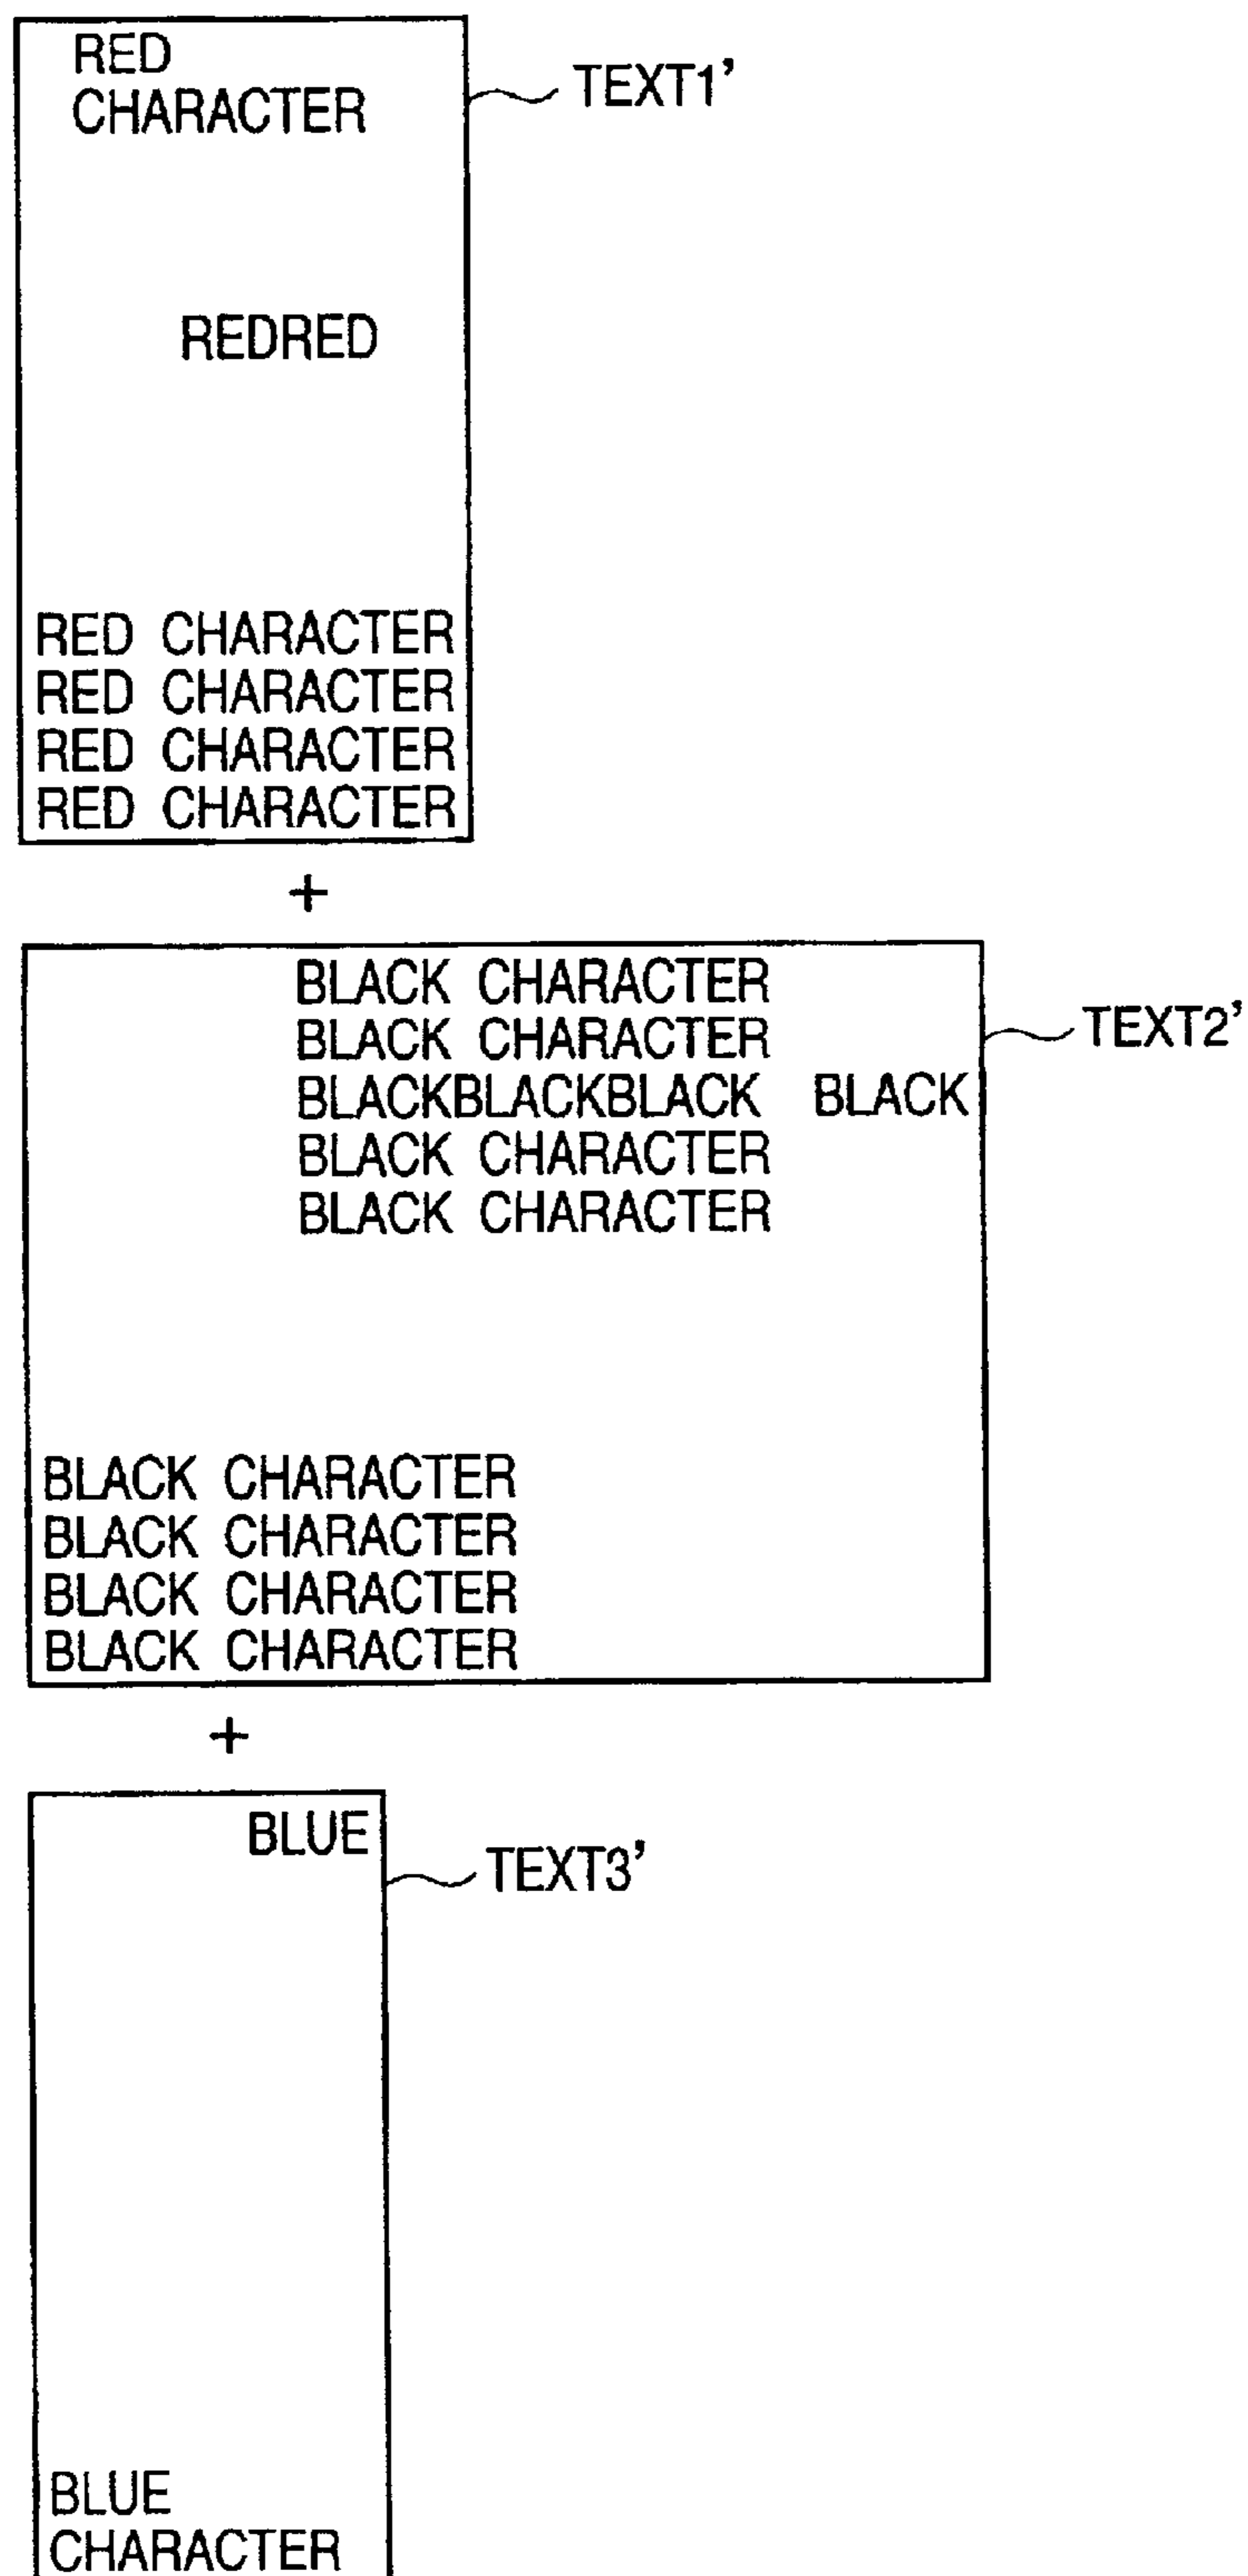 RED
CHARACTER
TEXT1'
REDRED
RED CHARACTER
RED CHARACTER
RED CHARACTER
RED CHARACTER
+
BLACK CHARACTER
BLACK CHARACTER
TEXT2'
BLACKBLACKBLACK BLACK
BLACK CHARACTER
BLACK CHARACTER
BLACK CHARACTER
BLACK CHARACTER
BLACK CHARACTER
BLACK CHARACTER
+
BLUE
TEXT3'
BLUE
CHARACTER